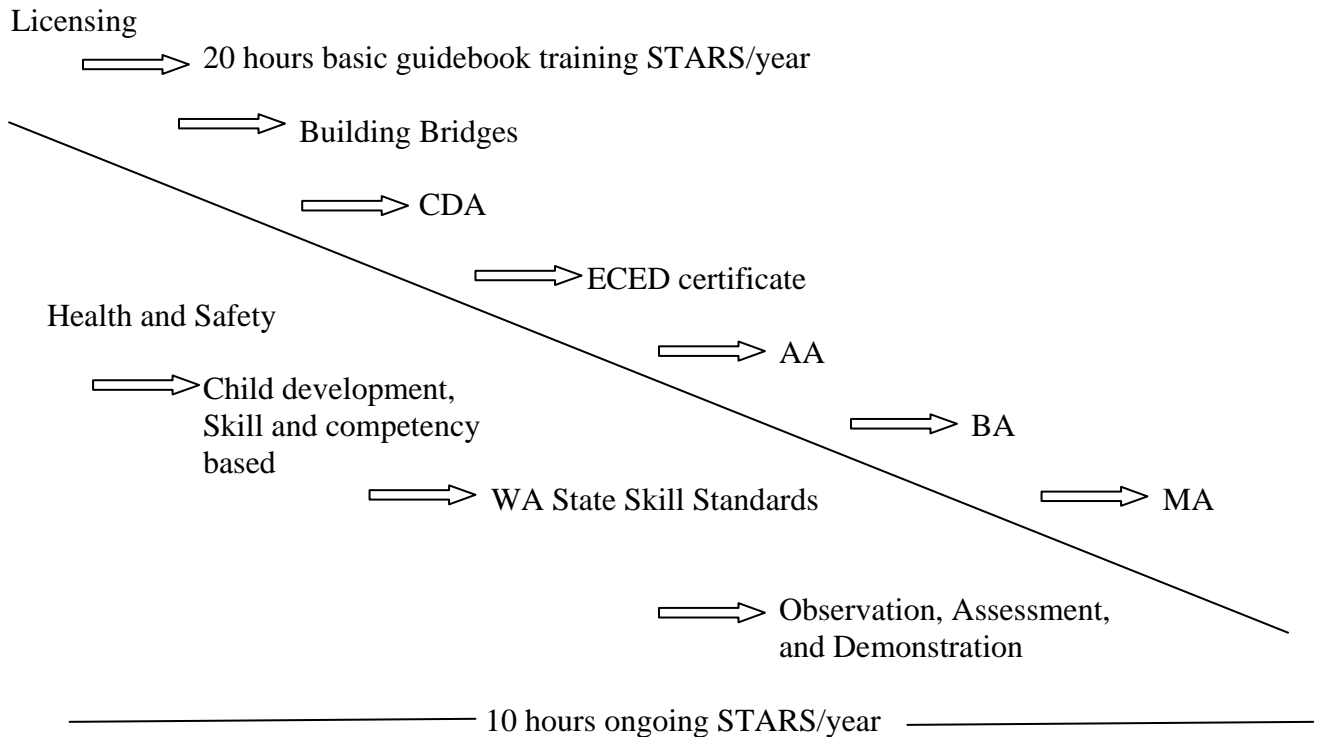 Licensing
20 hours basic guidebook training STARS/year
Building Bridges
CDA
ECED certificate
Health and Safety
AA
Child development,
Skill and competency
based
BA
WA State Skill Standards
MA
Observation, Assessment,
and Demonstration
10 hours ongoing STARS/year